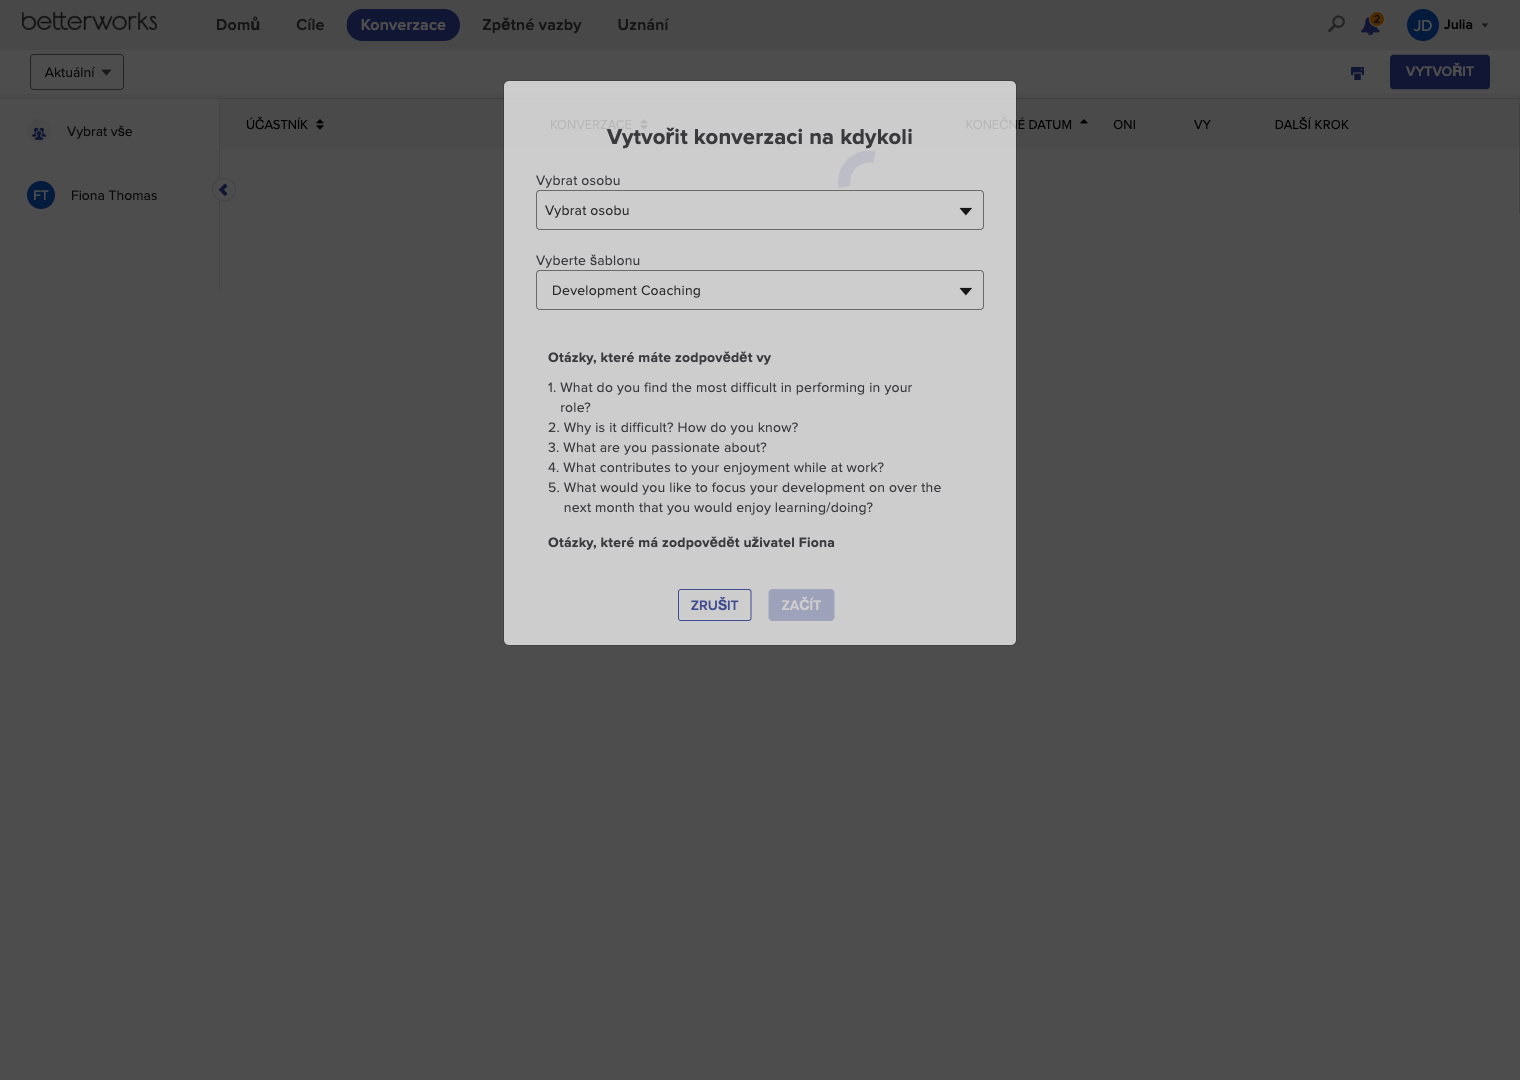 betterworks
Domů
Cíle
Konverzace
Zpětné vazby
Uznání
2
JD
Julia
Aktuální
VYTVOŘIT
Vybrat vše
ÚČASTNÍK
KONVERZACE
KONEČNÉ DATUM
ONI
VY
DALŠÍ KROK
FT
Fiona Thomas
Vytvořit konverzaci na kdykoli
Vybrat osobu
Vybrat osobu
Vyberte šablonu
Development Coaching
Otázky, které máte zodpovědět vy
1. What do you find the most difficult in performing in your
role?
2. Why is it difficult? How do you know?
3. What are you passionate about?
4. What contributes to your enjoyment while at work?
5. What would you like to focus your development on over the
next month that you would enjoy learning/doing?
Otázky, které má zodpovědět uživatel Fiona
ZRUŠIT
ZAČÍT